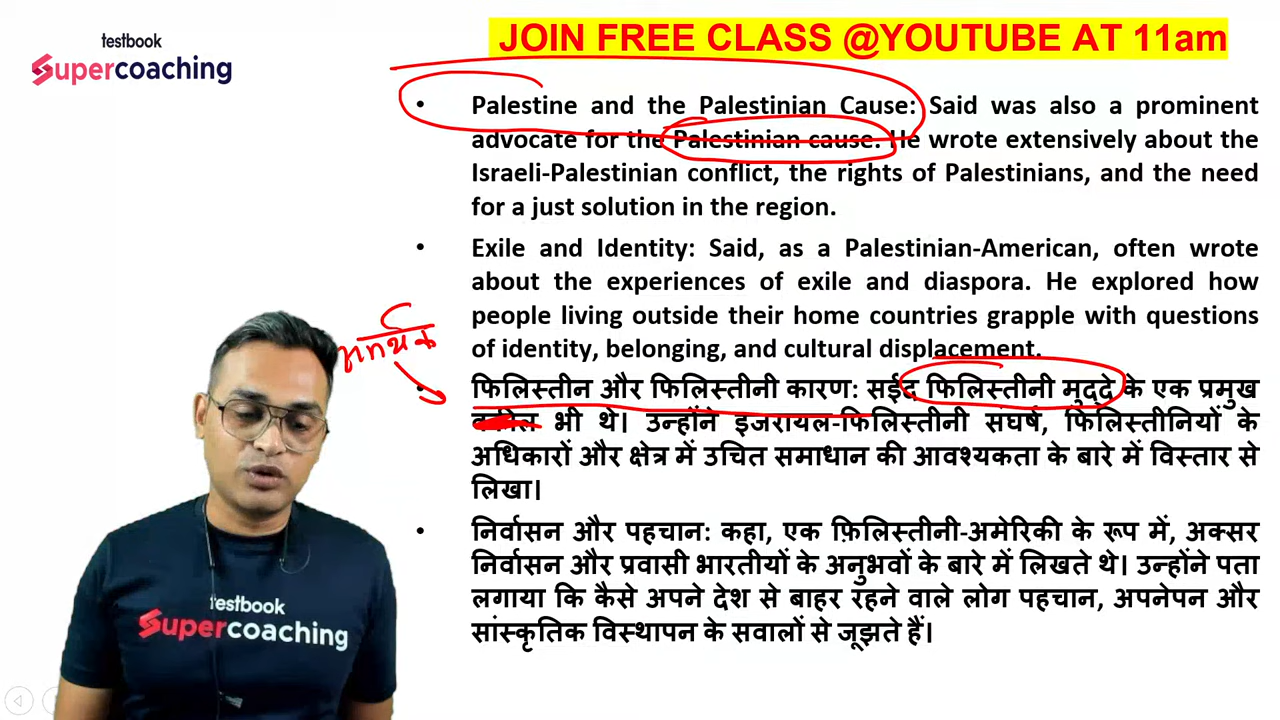 testbook
Supercoaching
JOIN FREE CLASS @YOUTUBE AT 11am
• Palestine and the Palestinian Cause: Said was also a prominent
advocate for the Palestinian cause. He wrote extensively about the
Israeli-Palestinian conflict, the rights of Palestinians, and the need
for a just solution in the region.
• Exile and Identity: Said, as a Palestinian-American, often wrote
about the experiences of exile and diaspora. He explored how
people living outside their home countries grapple with questions
of identity, belonging, and cultural displacement.
• फिलिस्तीन और फिलिस्तीनी कारण: सईद फिलिस्तीनी मुद्दे के एक प्रमुख
भी थे। उन्होंने इजरायल-फिलिस्तीनी संघर्ष, फिलिस्तीनियों के
अधिकारों और क्षेत्र में उचित समाधान की आवश्यकता के बारे में विस्तार से
लिखा।
• निर्वासन और पहचान: कहा, एक फ़िलिस्तीनी-अमेरिकी के रूप में, अक्सर
निर्वासन और प्रवासी भारतीयों के अनुभवों के बारे में लिखते थे। उन्होंने पता
लगाया कि कैसे अपने देश से बाहर रहने वाले लोग पहचान, अपनेपन और
सांस्कृतिक विस्थापन के सवालों से जूझते हैं।
testbook
Supercoaching